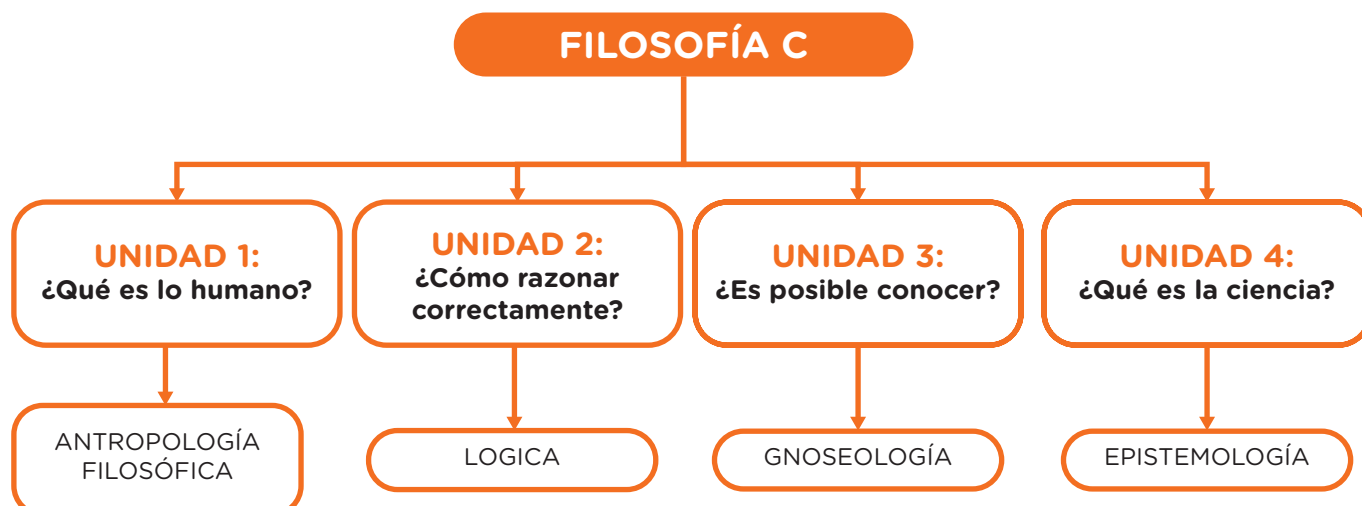 FILOSOFÍA C
UNIDAD 1:
¿Qué es lo humano?
UNIDAD 2:
¿Cómo razonar
correctamente?
UNIDAD 3:
¿Es posible conocer?
UNIDAD 4:
¿Qué es la ciencia?
ANTROPOLOGÍA
FILOSÓFICA
LOGICA
GNOSEOLOGÍA
EPISTEMOLOGÍA